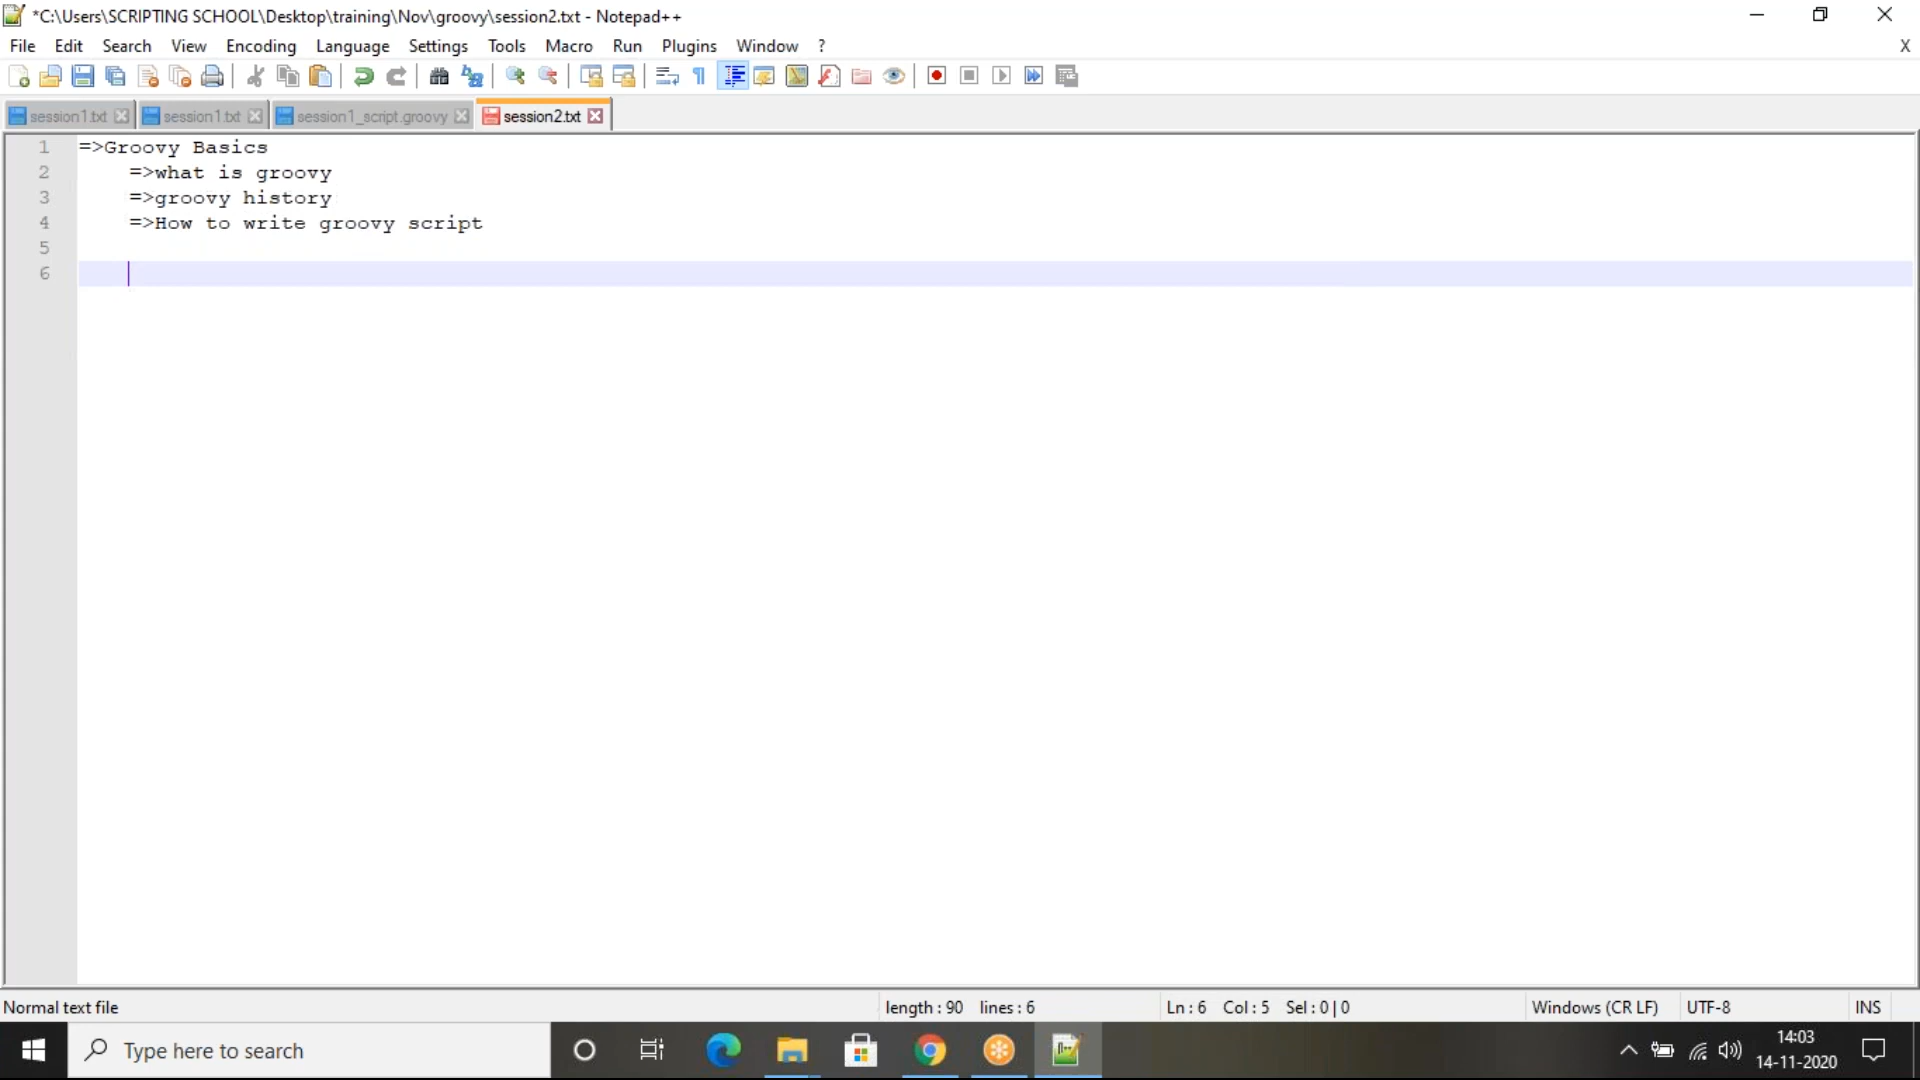 *C:\Users\SCRIPTING SCHOOL\Desktop\training\Nov\groovy\session2.txt - Notepad++
File Edit Search View Encoding Language Settings Tools Macro Run Plugins Window ? X
session1.txt session1.txt session1_script.groovy session2.txt
1 =>Groovy Basics
2 =>what is groovy
3 =>groovy history
4 =>How to write groovy script
5
6
Normal text file length : 90 lines : 6 Ln : 6 Col : 5 Sel : 0 | 0 Windows (CR LF) UTF-8 INS
Type here to search
14:03
14-11-2020